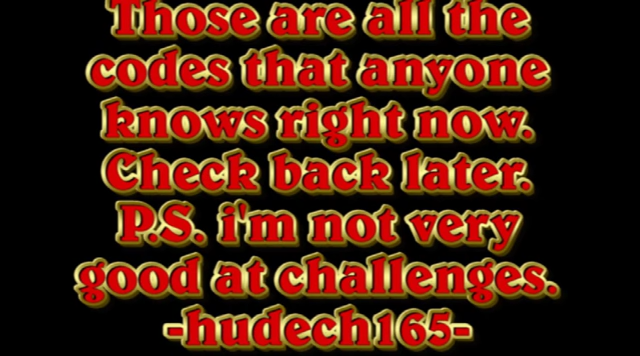 Those are all the
codes that anyone
knows right now.
Check back later.
P.S. i'm not very
good at challenges.
-hudech165-